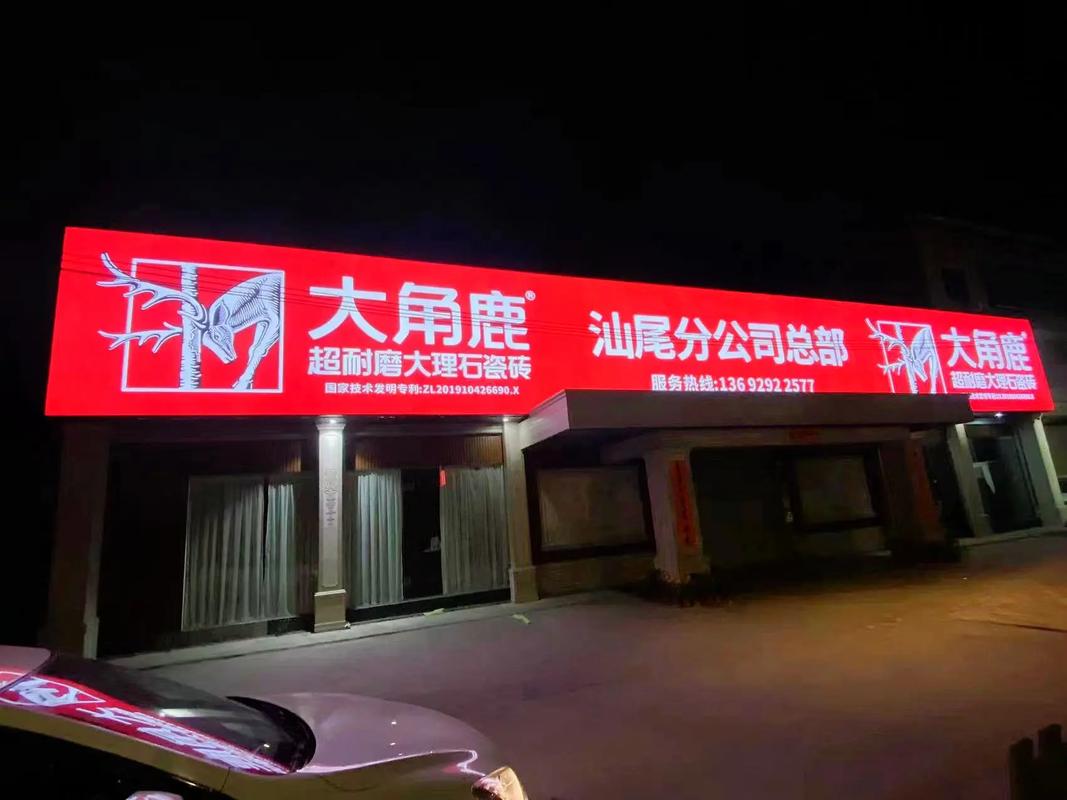 大角鹿®
超耐磨大理石瓷砖
国家技术发明专利:ZL201910426690.X
汕尾分公司总部
服务热线:136 9292 2577
大角鹿
超耐磨大理石瓷砖